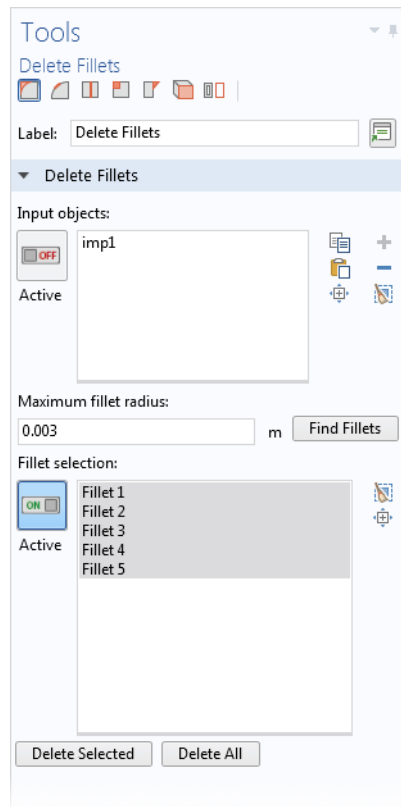 Tools
Delete Fillets
Label: Delete Fillets
Delete Fillets
Input objects:
OFF
Active
imp1
Maximum fillet radius:
0.003 m Find Fillets
Fillet selection:
ON
Active
Fillet 1
Fillet 2
Fillet 3
Fillet 4
Fillet 5
Delete Selected Delete All